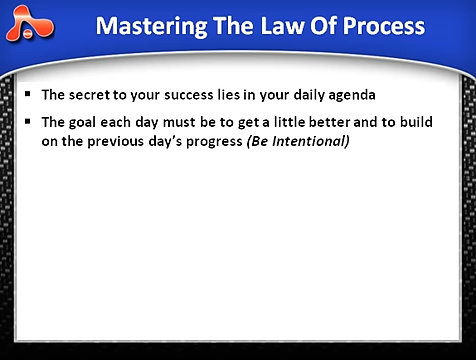 Mastering The Law Of Process
▪ The secret to your success lies in your daily agenda
▪ The goal each day must be to get a little better and to build
on the previous day's progress (Be Intentional)